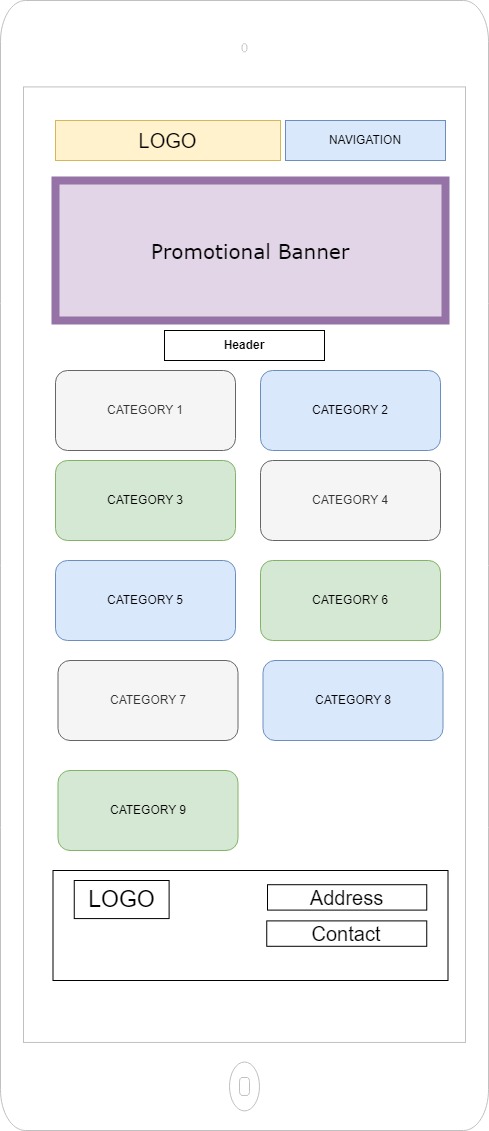 LOGO
NAVIGATION
Promotional Banner
Header
CATEGORY 1
CATEGORY 2
CATEGORY 3
CATEGORY 4
CATEGORY 5
CATEGORY 6
CATEGORY 7
CATEGORY 8
CATEGORY 9
LOGO
Address
Contact